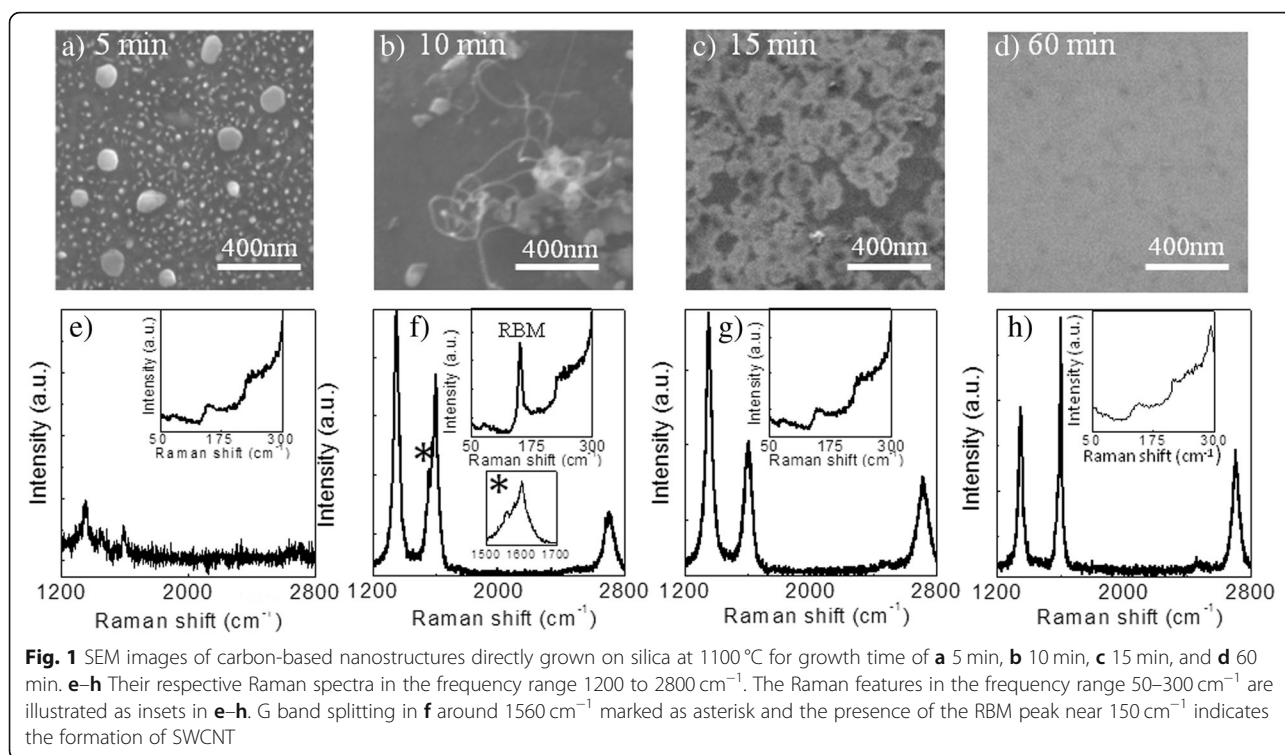 a) 5 min
b) 10 min
c) 15 min
d) 60 min
400nm
400nm
400nm
400nm
e)
Intensity (a.u.)
1200
2000
2800
Raman shift (cm⁻¹)
Intensity (a.u.)
50
175
300
Raman shift (cm⁻¹)
f)
RBM
*
Intensity (a.u.)
1200
2000
2800
Raman shift (cm⁻¹)
Intensity (a.u.)
50
175
300
Raman shift (cm⁻¹)
*
1500
1600
1700
g)
Intensity (a.u.)
1200
2000
2800
Raman shift (cm⁻¹)
Intensity (a.u.)
50
175
300
Raman shift (cm⁻¹)
h)
Intensity (a.u.)
1200
2000
2800
Raman shift (cm⁻¹)
Intensity (a.u.)
50
175
300
Raman shift (cm⁻¹)
Fig. 1 SEM images of carbon-based nanostructures directly grown on silica at 1100 °C for growth time of a 5 min, b 10 min, c 15 min, and d 60
min. e–h Their respective Raman spectra in the frequency range 1200 to 2800 cm⁻¹. The Raman features in the frequency range 50–300 cm⁻¹ are
illustrated as insets in e–h. G band splitting in f around 1560 cm⁻¹ marked as asterisk and the presence of the RBM peak near 150 cm⁻¹ indicates
the formation of SWCNT